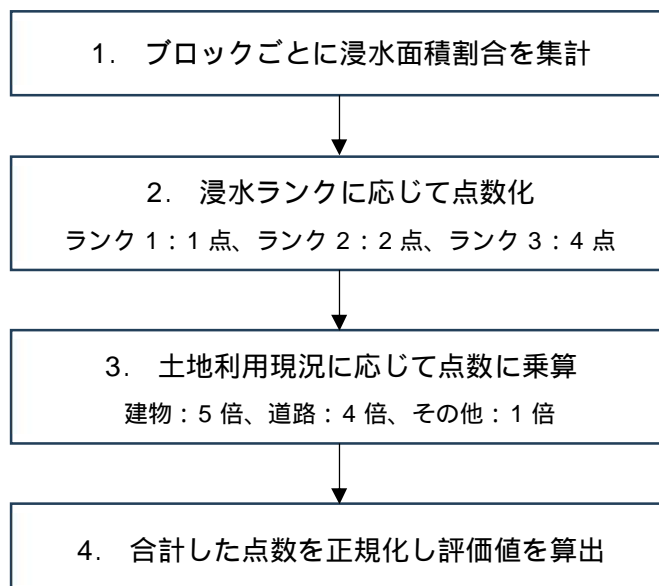 1. ブロックごとに浸水面積割合を集計
2. 浸水ランクに応じて点数化
ランク 1：1 点、ランク 2：2 点、ランク 3：4 点
3. 土地利用現況に応じて点数に乗算
建物：5 倍、道路：4 倍、その他：1 倍
4. 合計した点数を正規化し評価値を算出